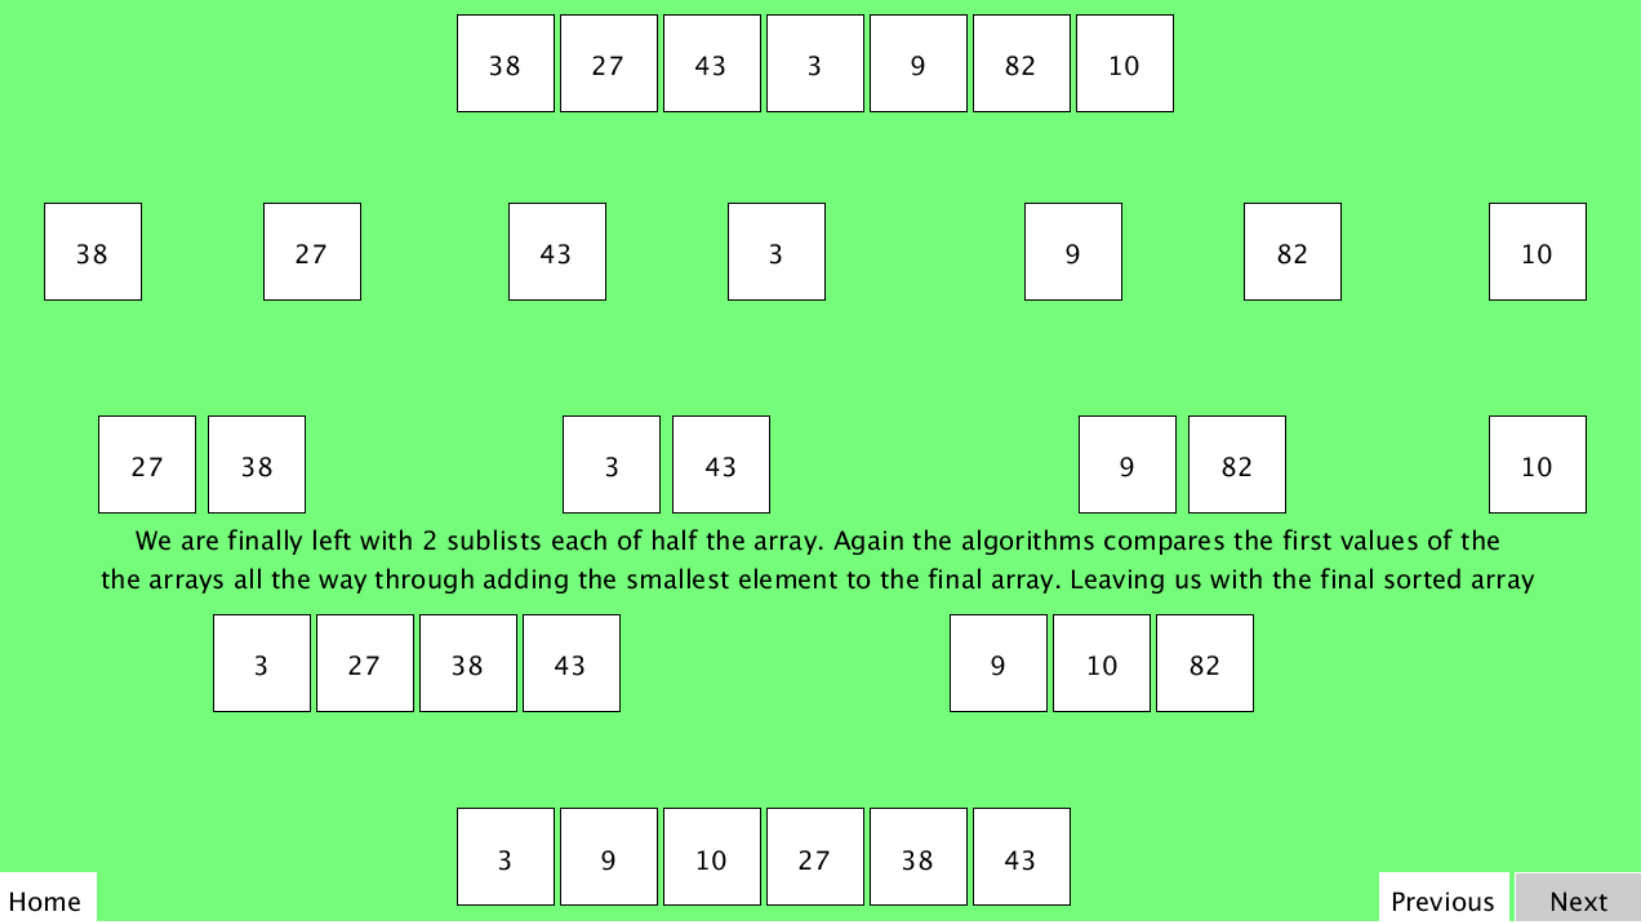 38 27 43 3 9 82 10
38 27 43 3 9 82 10
27 38 3 43 9 82 10
We are finally left with 2 sublists each of half the array. Again the algorithms compares the first values of the
the arrays all the way through adding the smallest element to the final array. Leaving us with the final sorted array
3 27 38 43 9 10 82
3 9 10 27 38 43
Home Previous Next